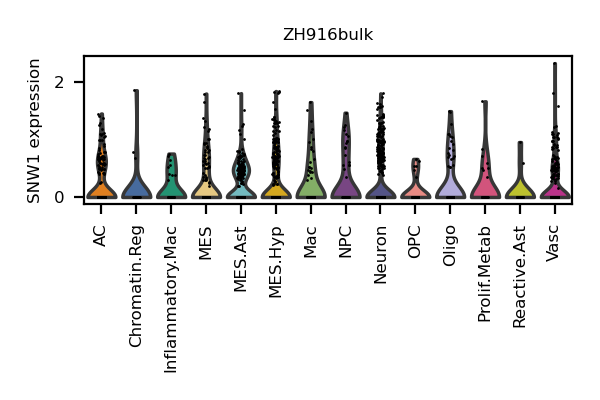 ZH916bulk
SNW1 expression
2
0
AC
Chromatin.Reg
Inflammatory.Mac
MES
MES.Ast
MES.Hyp
Mac
NPC
Neuron
OPC
Oligo
Prolif.Metab
Reactive.Ast
Vasc